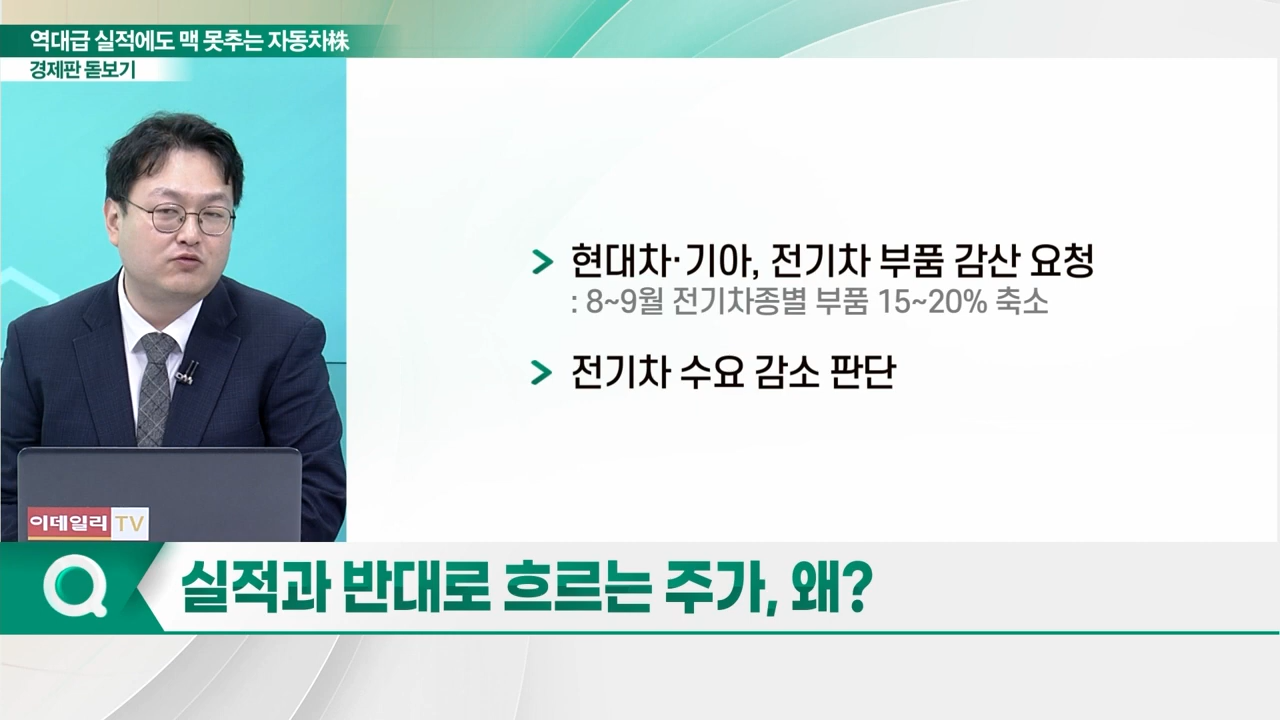 역대급 실적에도 맥 못추는 자동차株
경제판 돋보기
> 현대차·기아, 전기차 부품 감산 요청
: 8~9월 전기차종별 부품 15~20% 축소
> 전기차 수요 감소 판단
이데일리 TV
Q 실적과 반대로 흐르는 주가, 왜?